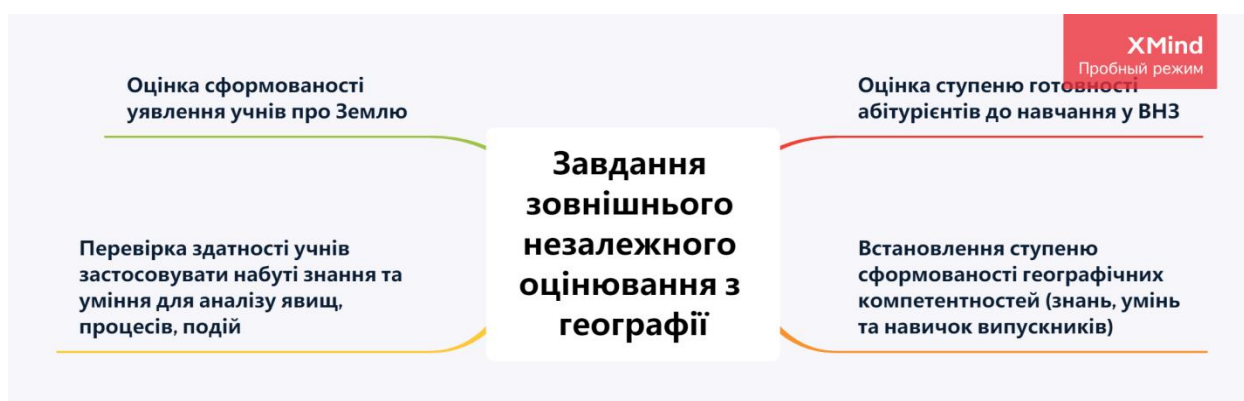 XMind
Пробный режим
Оцінка сформованості
уявлення учнів про Землю
Оцінка ступеню готовності
абітурієнтів до навчання у ВНЗ
Завдання
зовнішнього
незалежного
оцінювання з
географії
Перевірка здатності учнів
застосовувати набуті знання та
уміння для аналізу явищ,
процесів, подій
Встановлення ступеню
сформованості географічних
компетентностей (знань, умінь
та навичок випускників)